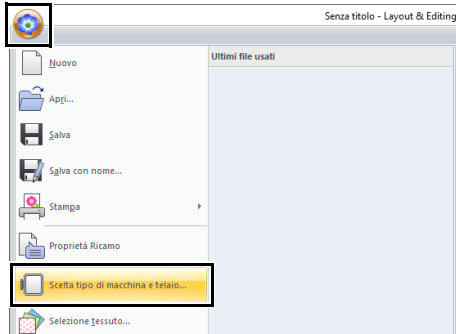 Senza titolo - Layout & Editing
Ultimi file usati
Nuovo
Apri...
Salva
Salva con nome...
Stampa
Proprietà Ricamo
Scelta tipo di macchina e telaio...
Selezione tessuto...